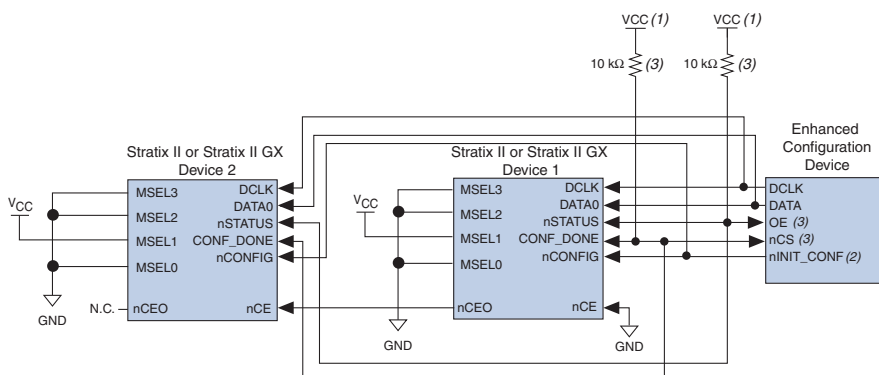 VCC (1)
VCC (1)
10 kΩ
(3)
10 kΩ
(3)
Enhanced
Configuration
Device
Stratix II or Stratix II GX
Device 2
Stratix II or Stratix II GX
Device 1
VCC
MSEL3
MSEL2
MSEL1
MSEL0
DCLK
DATA0
nSTATUS
CONF_DONE
nCONFIG
N.C.
nCEO
nCE
GND
VCC
MSEL3
MSEL2
MSEL1
MSEL0
DCLK
DATA0
nSTATUS
CONF_DONE
nCONFIG
nCEO
nCE
GND
GND
DCLK
DATA
OE (3)
nCS (3)
nINIT_CONF (2)